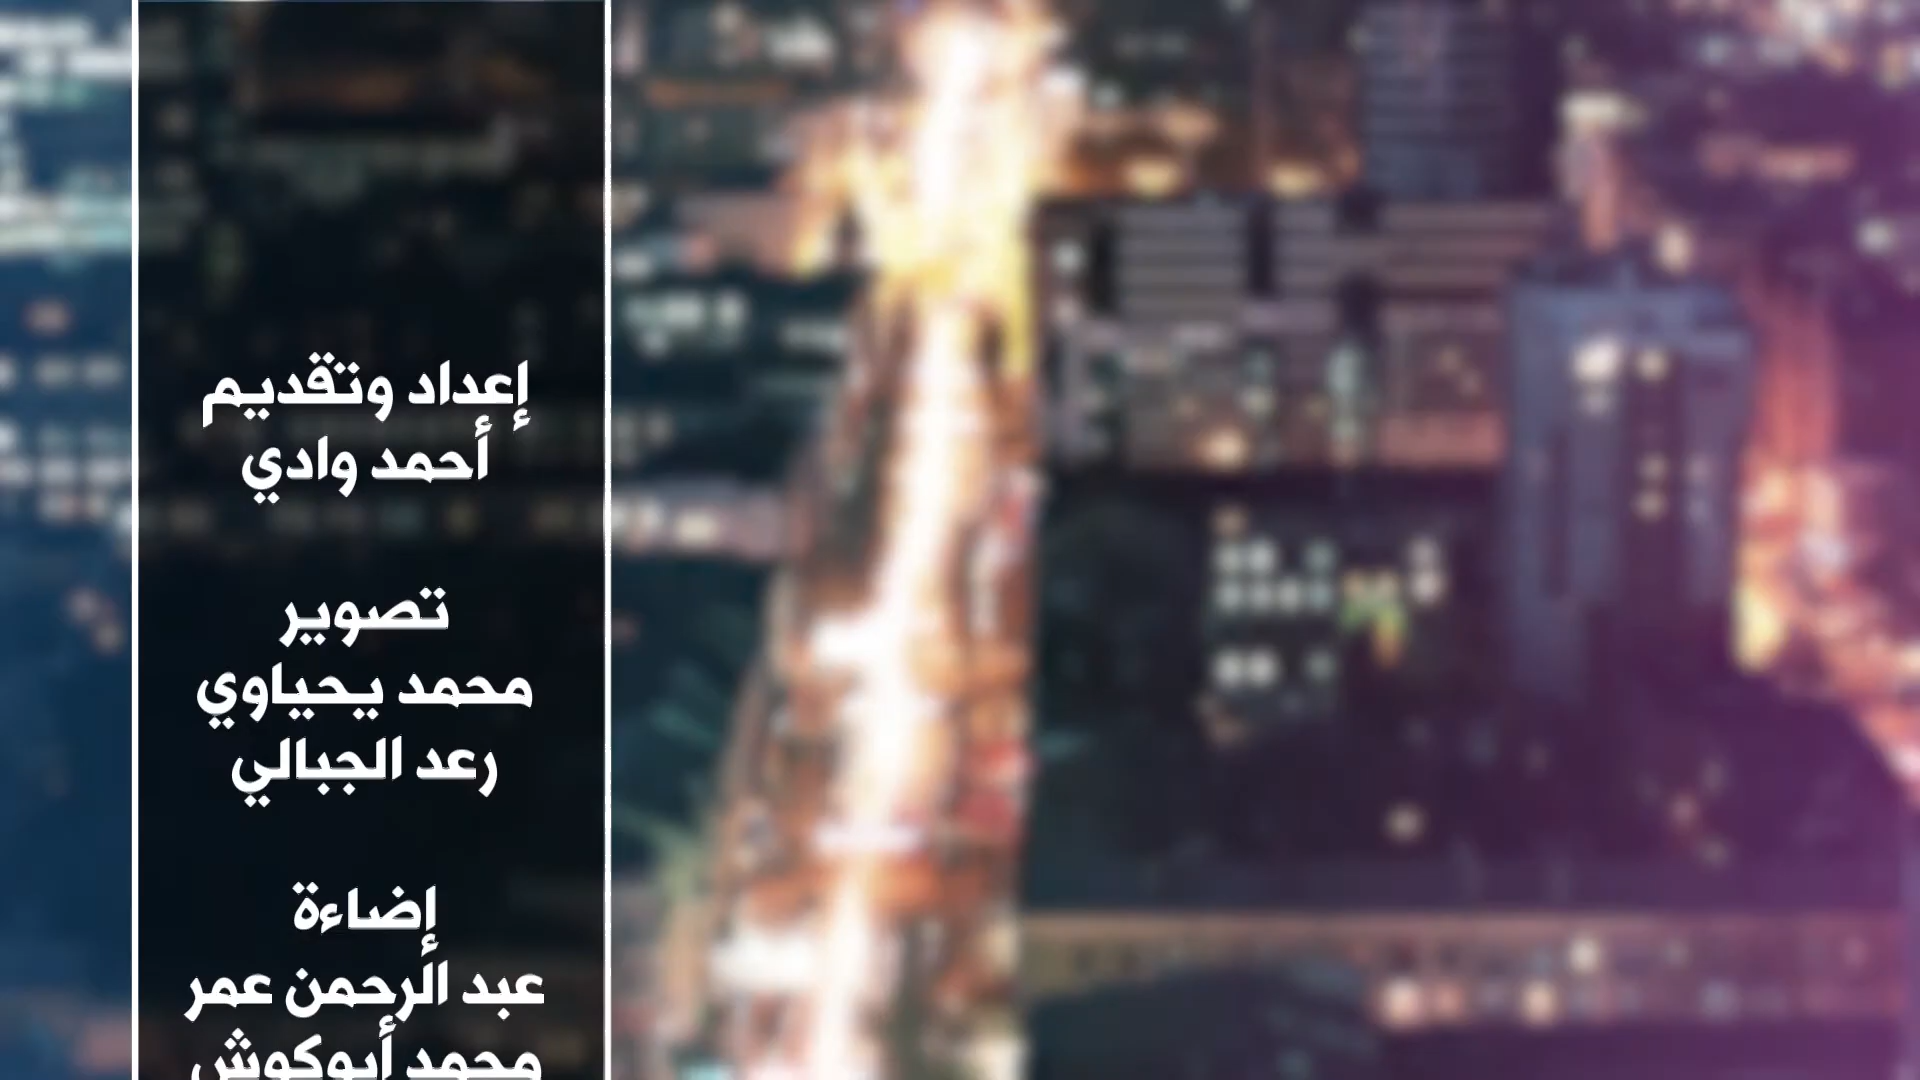 إعداد وتقديم
أحمد وادي
تصوير
محمد يحياوي
رعد الجبالي
إضاءة
عبد الرحمن عمر
محمد أبوكوش